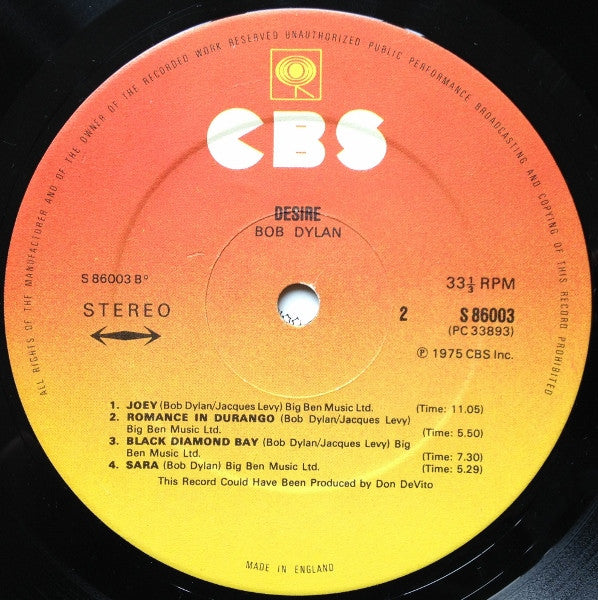 ALL RIGHTS OF THE MANUFACTURER AND OF THE OWNER OF THE RECORDED WORK RESERVED UNAUTHORIZED PUBLIC PERFORMANCE BROADCASTING AND COPYING OF THIS RECORD PROHIBITED
CBS
DESIRE
BOB DYLAN
S 86003 Bº
33⅓ RPM
STEREO
2 S 86003
(PC 33893)
℗ 1975 CBS Inc.
1. JOEY (Bob Dylan/Jacques Levy) Big Ben Music Ltd. (Time: 11.05)
2. ROMANCE IN DURANGO (Bob Dylan/Jacques Levy)
Big Ben Music Ltd. (Time: 5.50)
3. BLACK DIAMOND BAY (Bob Dylan/Jacques Levy) Big
Ben Music Ltd. (Time: 7.30)
4. SARA (Bob Dylan) Big Ben Music Ltd. (Time: 5.29)
This Record Could Have Been Produced by Don DeVito
MADE IN ENGLAND